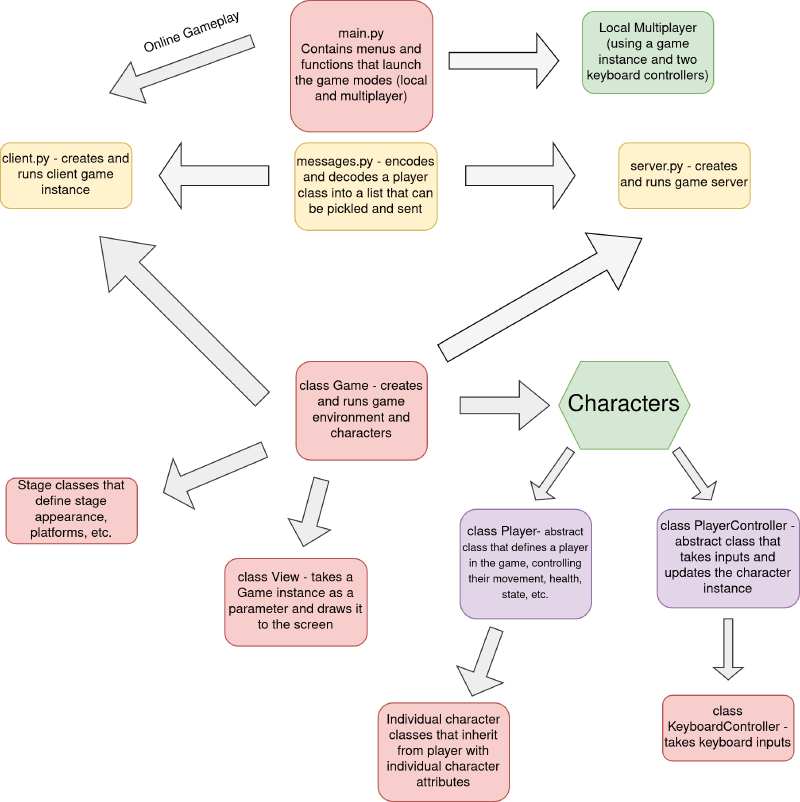 Online Gameplay
main.py
Contains menus and
functions that launch
the game modes (local
and multiplayer)
Local Multiplayer
(using a game
instance and two
keyboard controllers)
client.py - creates and
runs client game
instance
messages.py - encodes
and decodes a player
class into a list that can
be pickled and sent
server.py - creates
and runs game server
class Game - creates
and runs game
environment and
characters
Characters
Stage classes that
define stage
appearance,
platforms, etc.
class View - takes a
Game instance as a
parameter and draws it
to the screen
class Player- abstract
class that defines a player
in the game, controlling
their movement, health,
state, etc.
class PlayerController -
abstract class that
takes inputs and
updates the character
instance
Individual character
classes that inherit
from player with
individual character
attributes
class
KeyboardController -
takes keyboard inputs